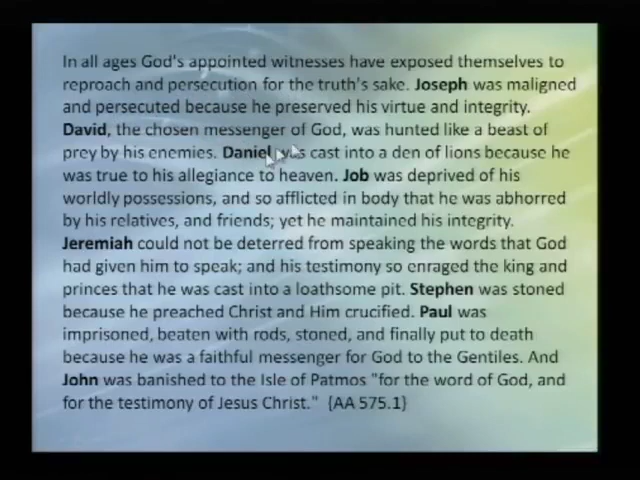 In all ages God's appointed witnesses have exposed themselves to
reproach and persecution for the truth's sake. Joseph was maligned
and persecuted because he preserved his virtue and integrity.
David, the chosen messenger of God, was hunted like a beast of
prey by his enemies. Daniel was cast into a den of lions because he
was true to his allegiance to heaven. Job was deprived of his
worldly possessions, and so afflicted in body that he was abhorred
by his relatives, and friends; yet he maintained his integrity.
Jeremiah could not be deterred from speaking the words that God
had given him to speak; and his testimony so enraged the king and
princes that he was cast into a loathsome pit. Stephen was stoned
because he preached Christ and Him crucified. Paul was
imprisoned, beaten with rods, stoned, and finally put to death
because he was a faithful messenger for God to the Gentiles. And
John was banished to the Isle of Patmos "for the word of God, and
for the testimony of Jesus Christ." {AA 575.1}